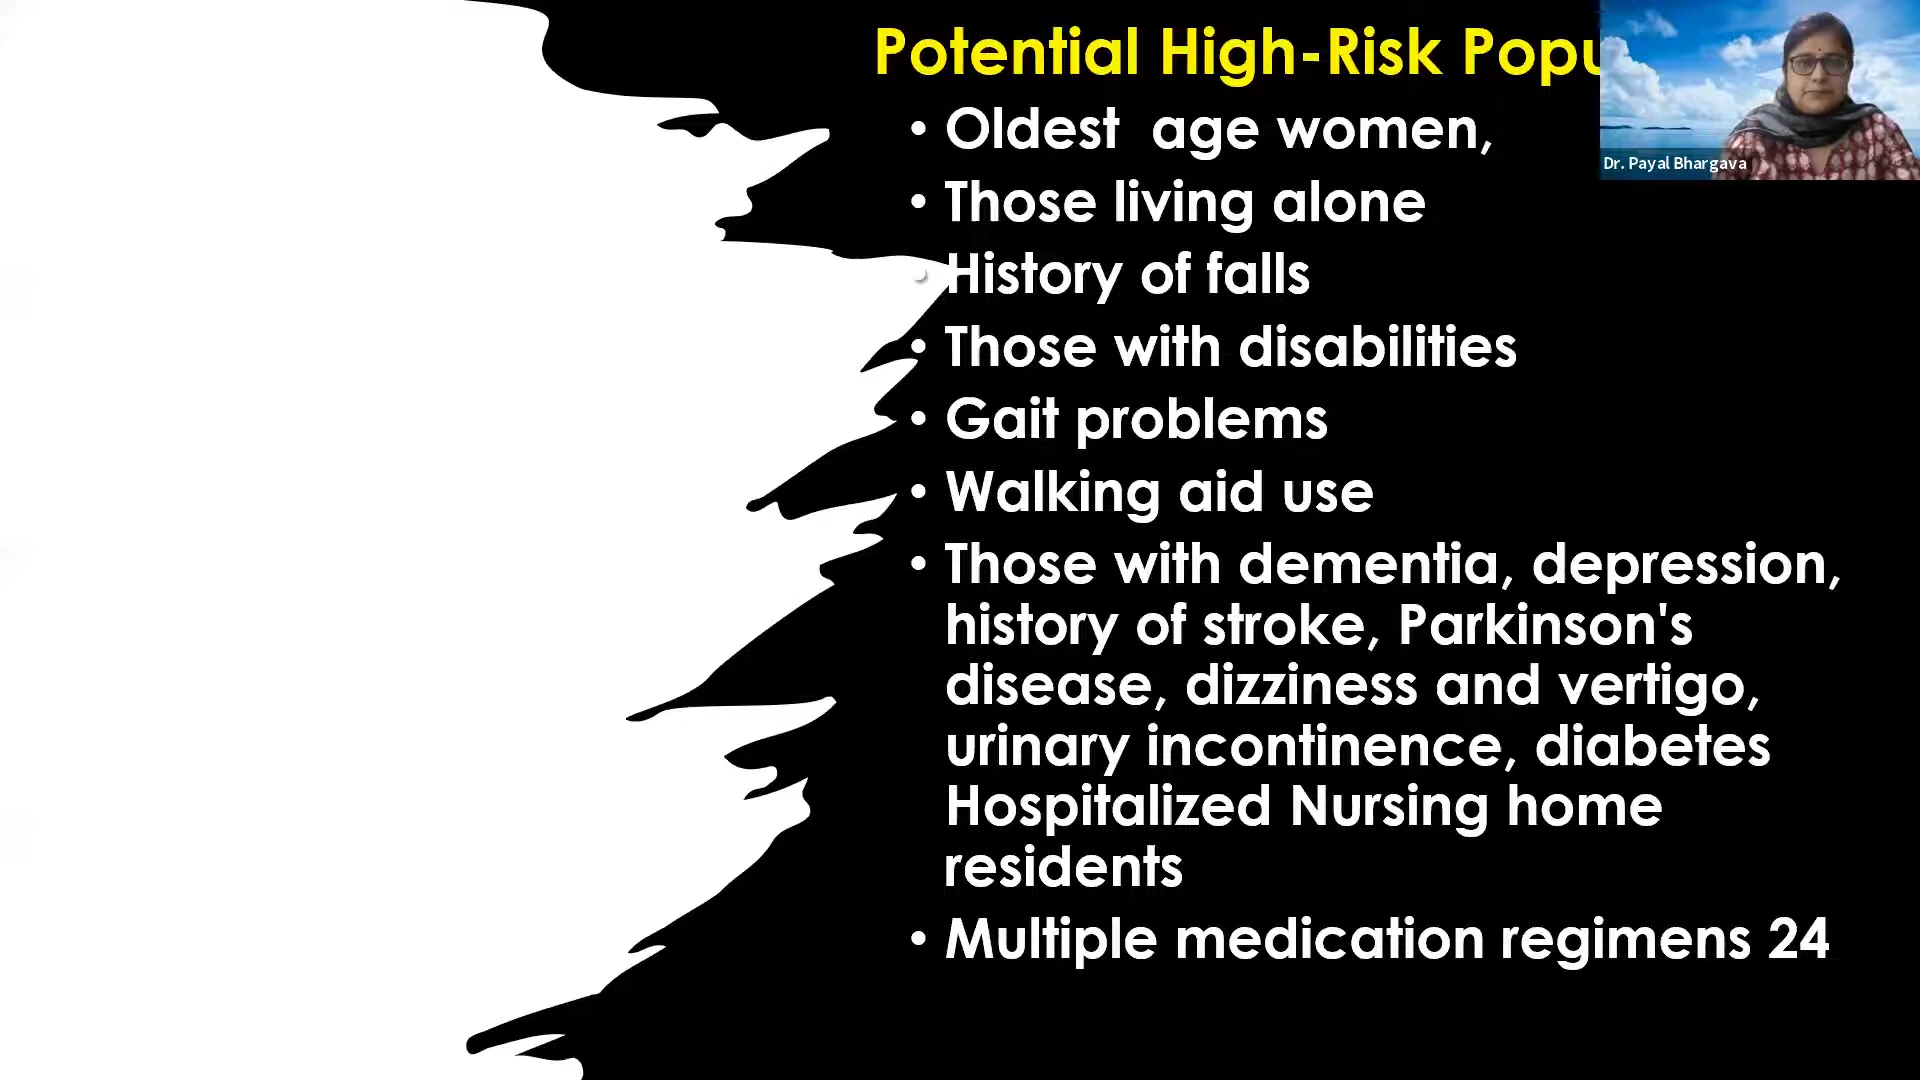 Potential High-Risk Popu
• Oldest  age women,
• Those living alone
• History of falls
• Those with disabilities
• Gait problems
• Walking aid use
• Those with dementia, depression,
history of stroke, Parkinson's
disease, dizziness and vertigo,
urinary incontinence, diabetes
Hospitalized Nursing home
residents
• Multiple medication regimens 24
Dr. Payal Bhargava